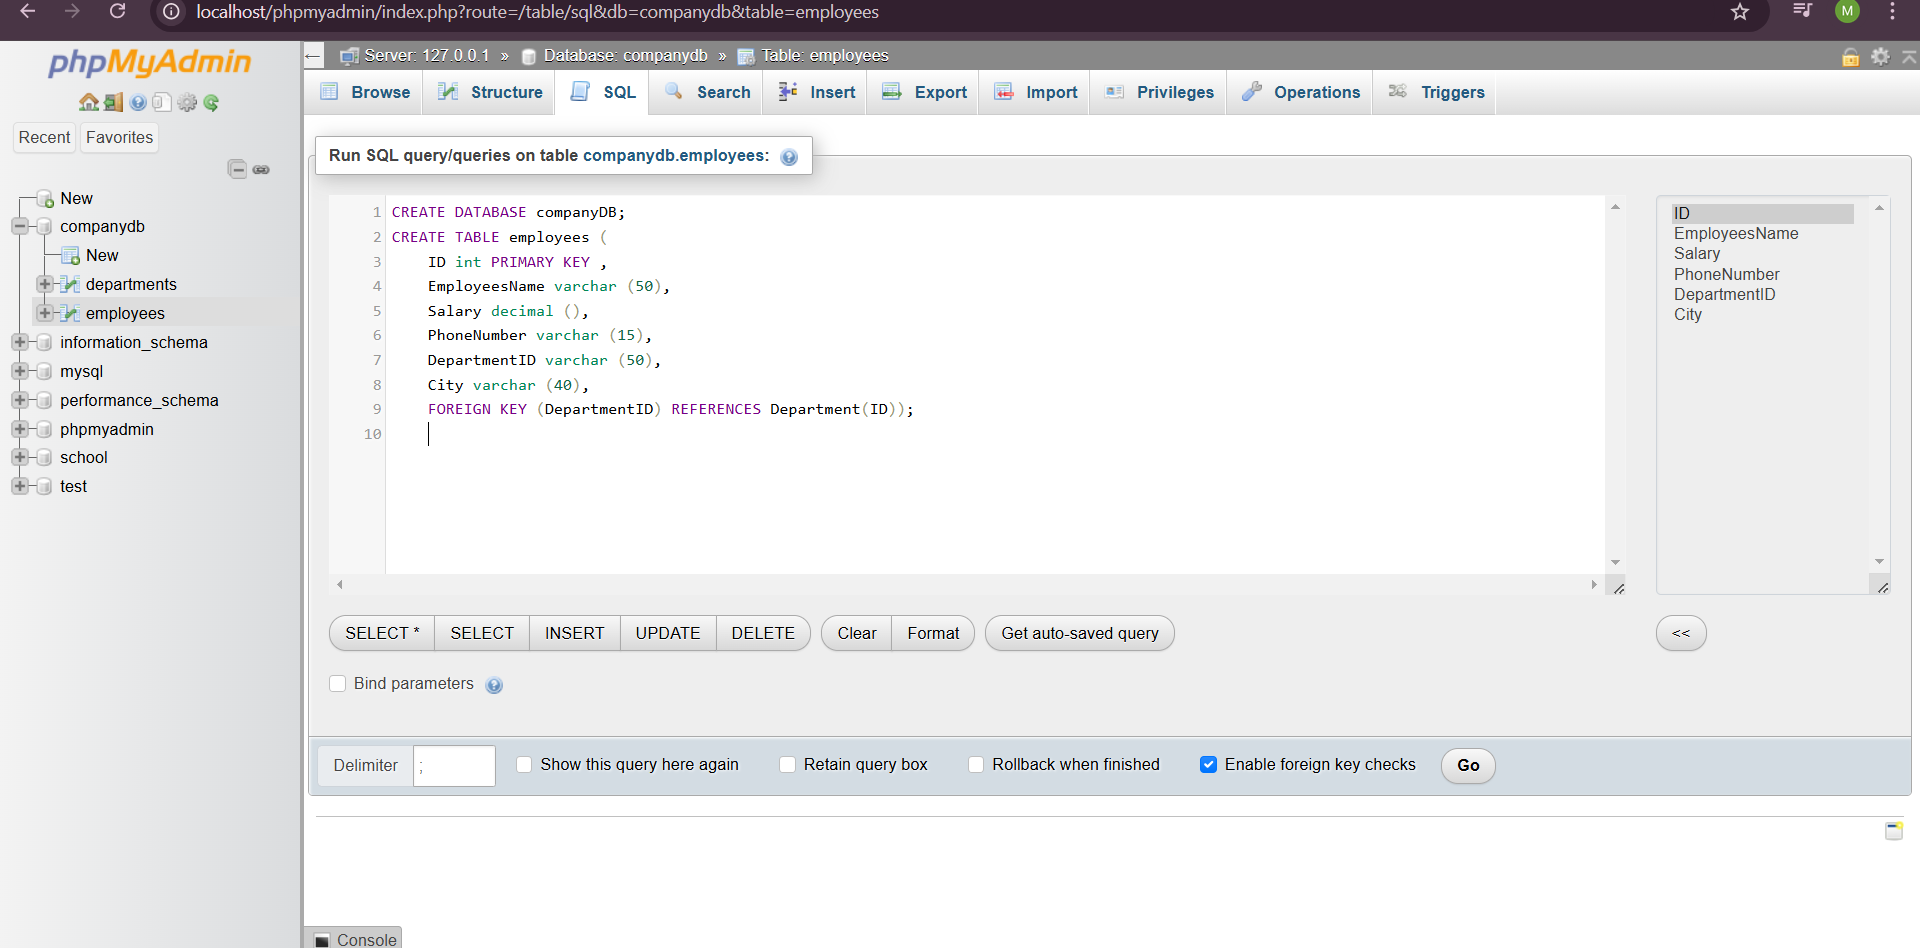 localhost/phpmyadmin/index.php?route=/table/sql&db=companydb&table=employees
M
phpMyAdmin
Server: 127.0.0.1 » Database: companydb » Table: employees
Browse Structure SQL Search Insert Export Import Privileges Operations Triggers
Recent Favorites
New
companydb
New
departments
employees
information_schema
mysql
performance_schema
phpmyadmin
school
test
Run SQL query/queries on table companydb.employees:
1 CREATE DATABASE companyDB;
2 CREATE TABLE employees (
3 ID int PRIMARY KEY ,
4 EmployeesName varchar (50),
5 Salary decimal (),
6 PhoneNumber varchar (15),
7 DepartmentID varchar (50),
8 City varchar (40),
9 FOREIGN KEY (DepartmentID) REFERENCES Department(ID));
10
ID
EmployeesName
Salary
PhoneNumber
DepartmentID
City
SELECT * SELECT INSERT UPDATE DELETE Clear Format Get auto-saved query <<
Bind parameters
Delimiter ; Show this query here again Retain query box Rollback when finished Enable foreign key checks Go
Console